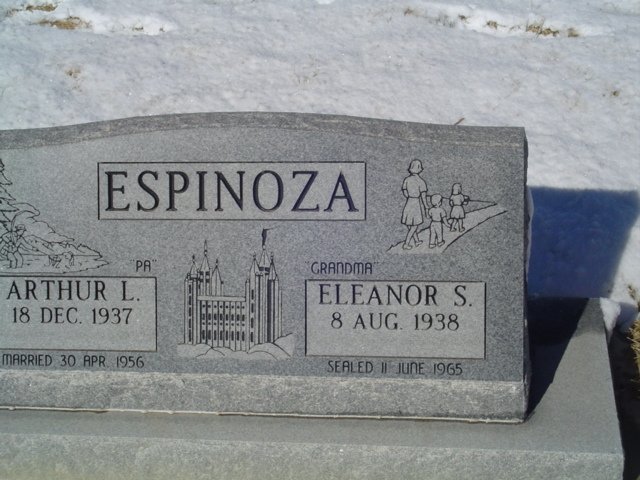 ESPINOZA
"PA"
"GRANDMA"
ARTHUR L.
18 DEC. 1937
ELEANOR S.
8 AUG. 1938
MARRIED 30 APR. 1956
SEALED 11 JUNE 1965